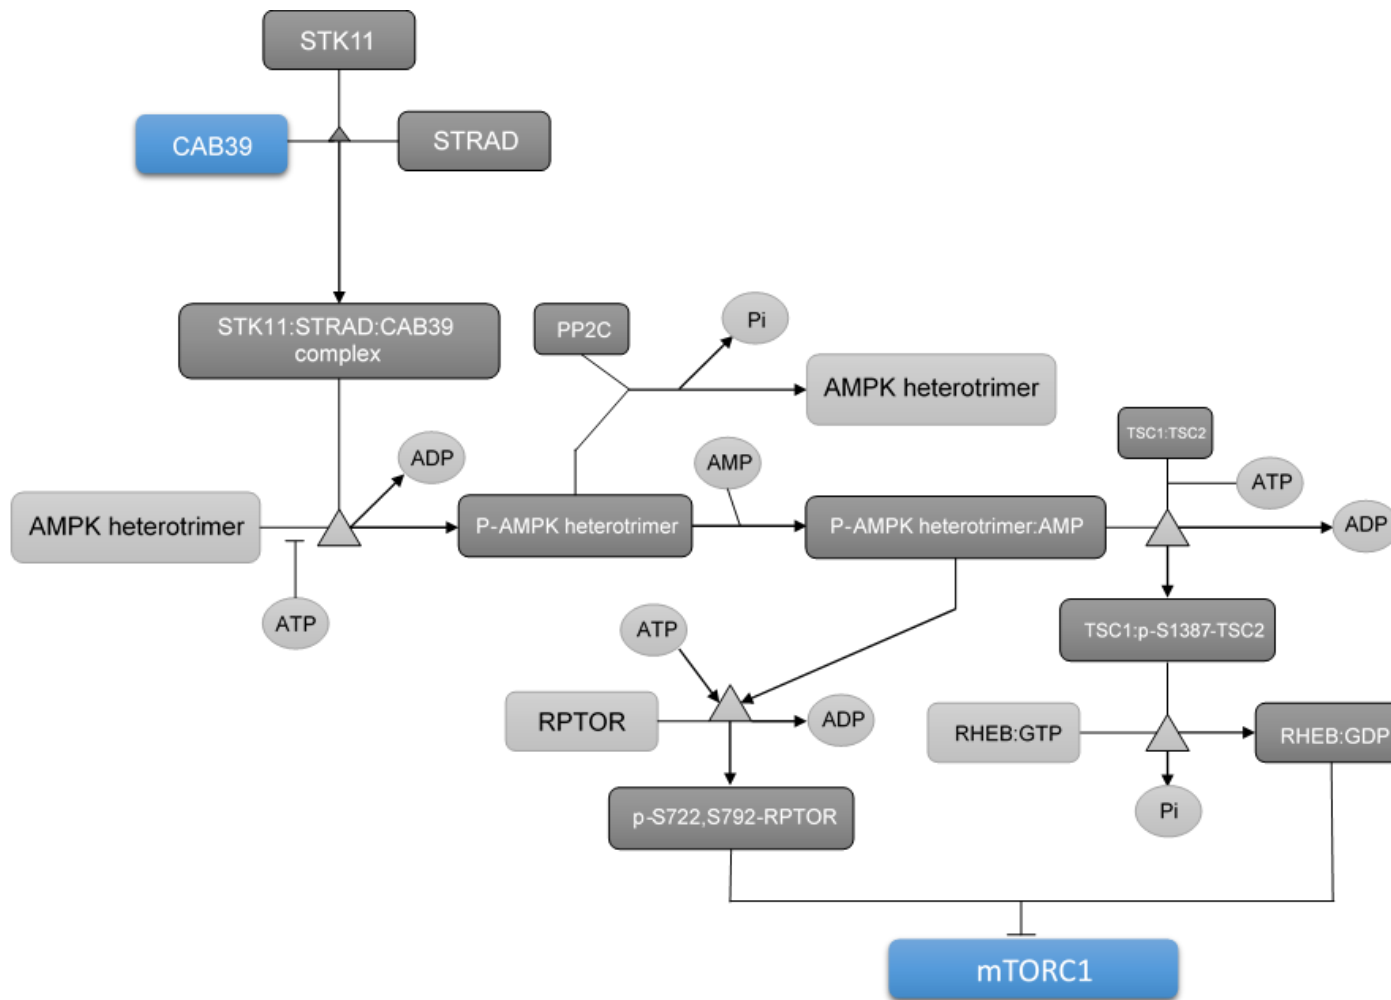 STK11
CAB39
STRAD
STK11:STRAD:CAB39
complex
PP2C
Pi
AMPK heterotrimer
TSC1:TSC2
ADP
AMP
ATP
AMPK heterotrimer
P-AMPK heterotrimer
P-AMPK heterotrimer:AMP
ADP
ATP
ATP
TSC1:p-S1387-TSC2
RPTOR
ADP
RHEB:GTP
RHEB:GDP
Pi
p-S722,S792-RPTOR
mTORC1